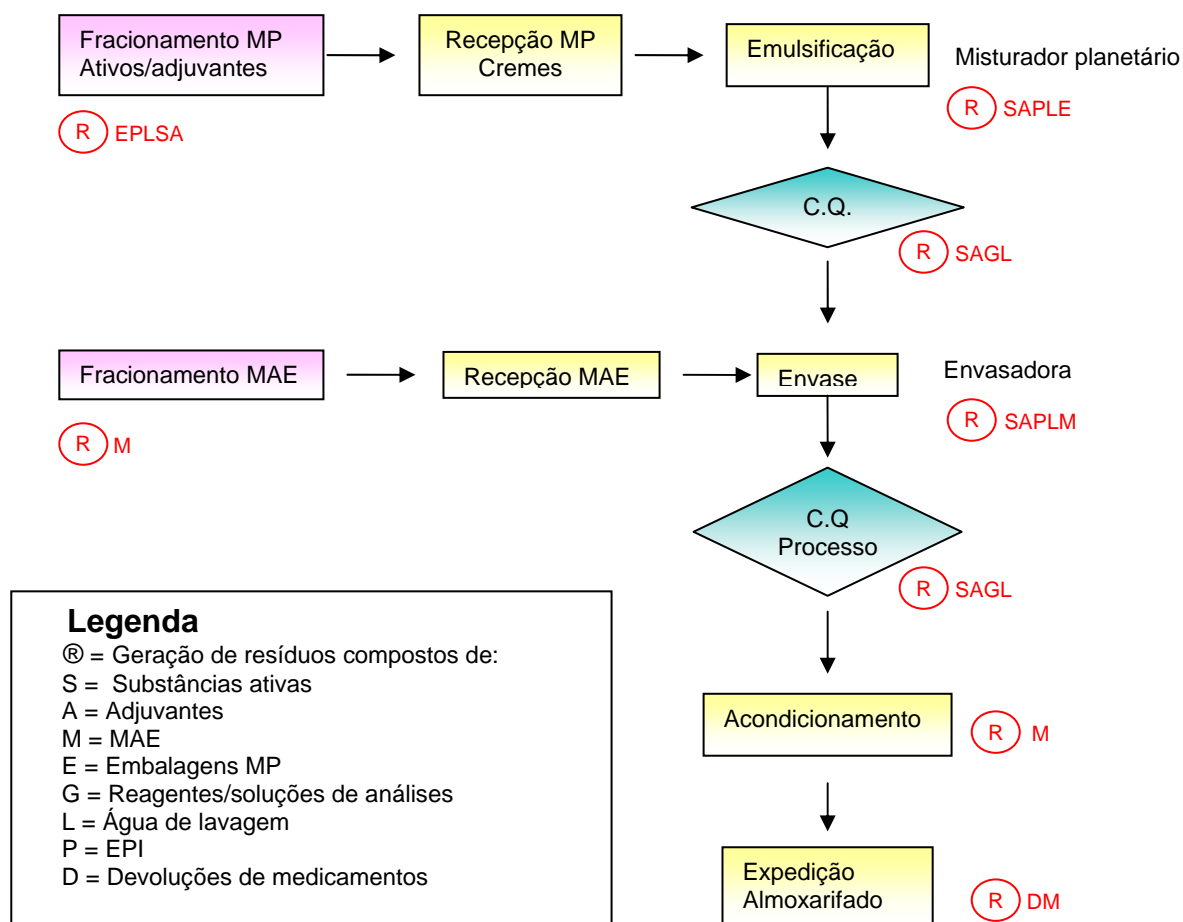 Fracionamento MP
Ativos/adjuvantes
Recepção MP
Cremes
Emulsificação
Misturador planetário
R EPLSA
R SAPLE
C.Q.
R SAGL
Fracionamento MAE
Recepção MAE
Envase
Envasadora
R M
R SAPLM
C.Q
Processo
R SAGL
Legenda
® = Geração de resíduos compostos de:
S = Substâncias ativas
A = Adjuvantes
M = MAE
E = Embalagens MP
G = Reagentes/soluções de análises
L = Água de lavagem
P = EPI
D = Devoluções de medicamentos
Acondicionamento
R M
Expedição
Almoxarifado
R DM